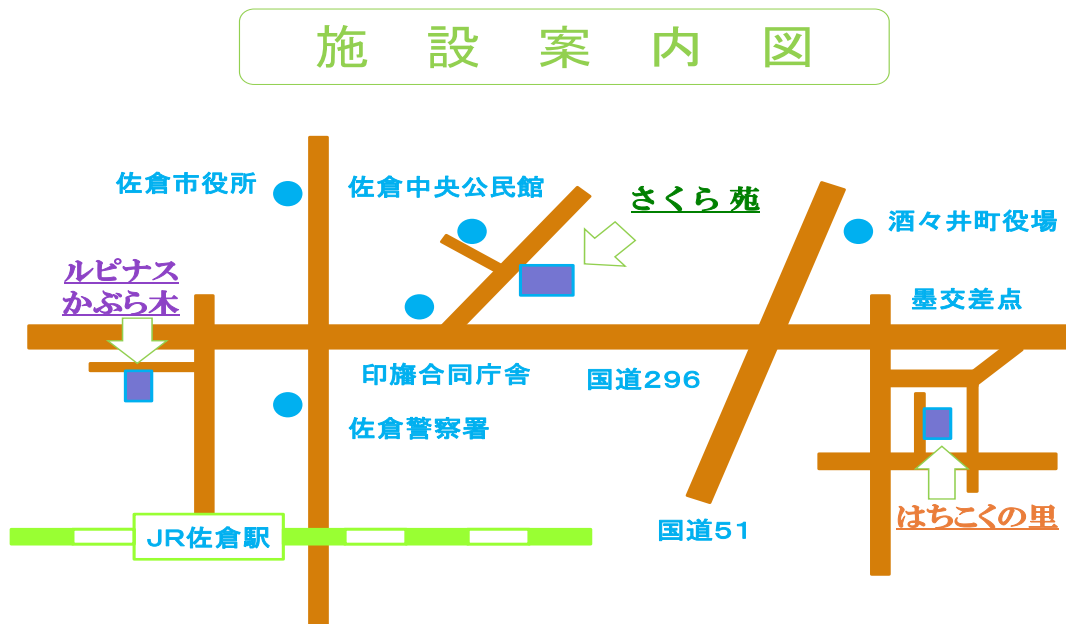 施設案内図
佐倉市役所
佐倉中央公民館
さくら苑
酒々井町役場
ルピナス
かぶら木
墨交差点
印旛合同庁舎
国道296
佐倉警察署
はちこくの里
国道51
JR佐倉駅